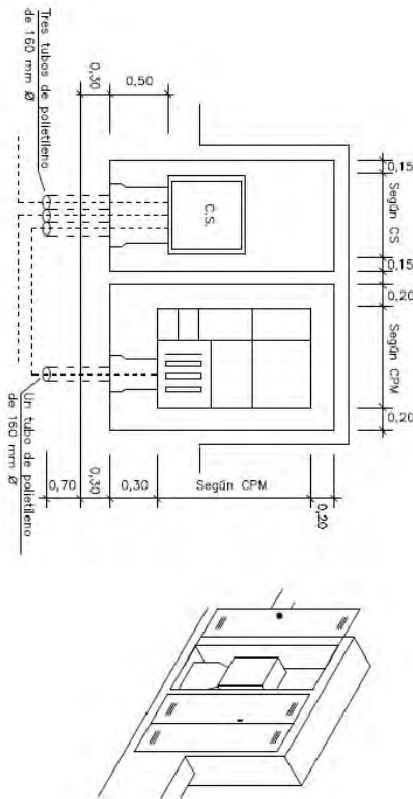 0,15
Según CS
0,15
0,20
Según CPM
0,20
0,50
0,30
C.S.
Tres tubos de polietileno
de 160 mm Ø
Un tubo de polietileno
de 160 mm Ø
0,70
0,30
0,30
Según CPM
0,20